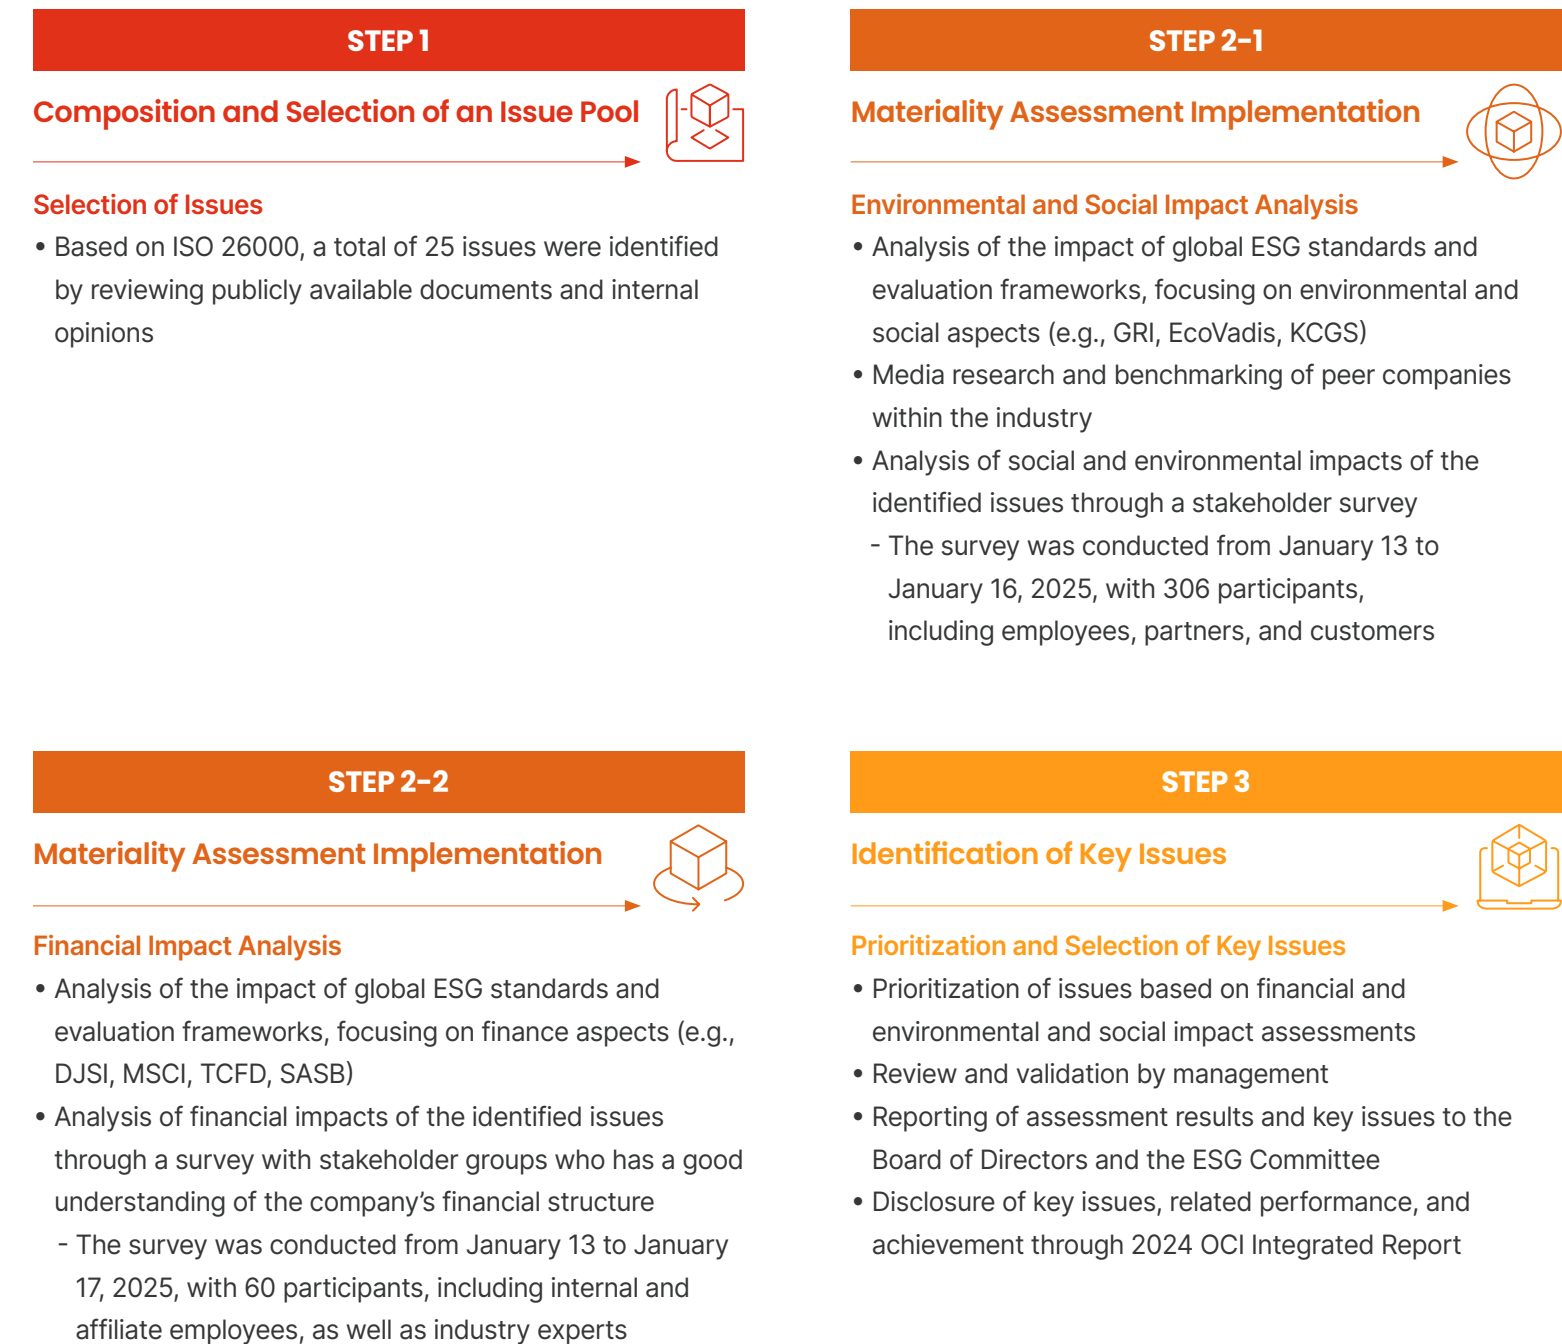 STEP 1
Composition and Selection of an Issue Pool
Selection of Issues
• Based on ISO 26000, a total of 25 issues were identified
by reviewing publicly available documents and internal
opinions
STEP 2-1
Materiality Assessment Implementation
Environmental and Social Impact Analysis
• Analysis of the impact of global ESG standards and
evaluation frameworks, focusing on environmental and
social aspects (e.g., GRI, EcoVadis, KCGS)
• Media research and benchmarking of peer companies
within the industry
• Analysis of social and environmental impacts of the
identified issues through a stakeholder survey
- The survey was conducted from January 13 to
January 16, 2025, with 306 participants,
including employees, partners, and customers
STEP 2-2
Materiality Assessment Implementation
Financial Impact Analysis
• Analysis of the impact of global ESG standards and
evaluation frameworks, focusing on finance aspects (e.g.,
DJSI, MSCI, TCFD, SASB)
• Analysis of financial impacts of the identified issues
through a survey with stakeholder groups who has a good
understanding of the company’s financial structure
- The survey was conducted from January 13 to January
17, 2025, with 60 participants, including internal and
affiliate employees, as well as industry experts
STEP 3
Identification of Key Issues
Prioritization and Selection of Key Issues
• Prioritization of issues based on financial and
environmental and social impact assessments
• Review and validation by management
• Reporting of assessment results and key issues to the
Board of Directors and the ESG Committee
• Disclosure of key issues, related performance, and
achievement through 2024 OCI Integrated Report